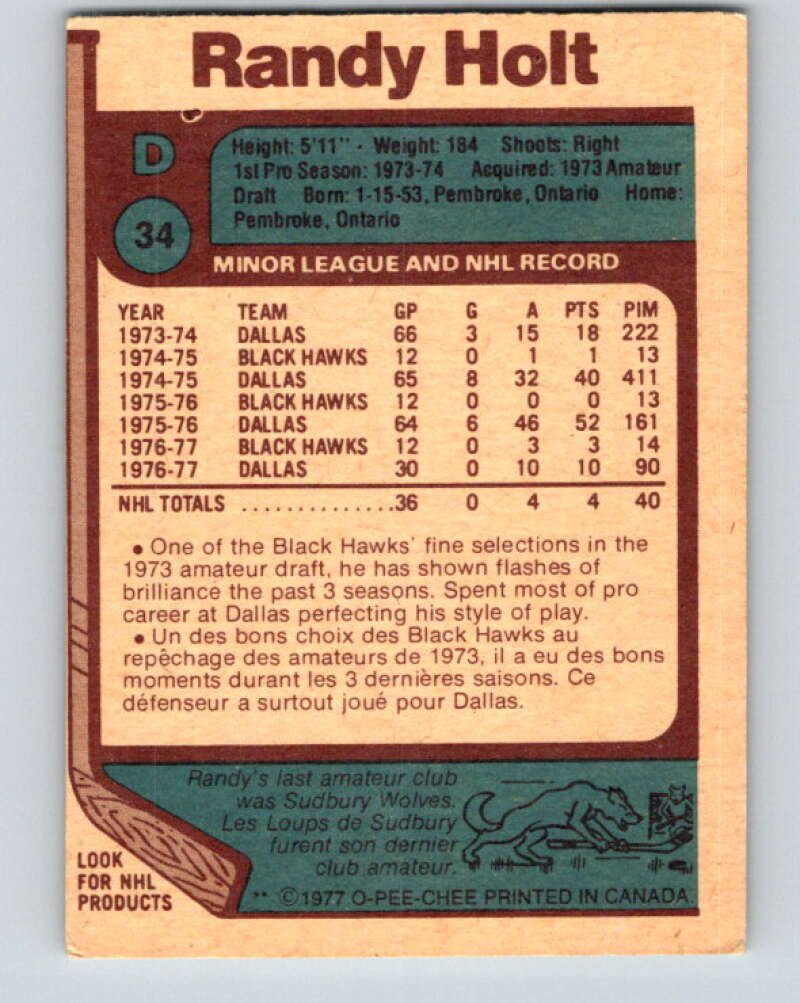 Randy Holt
D
34
Height: 5'11" · Weight: 184 Shoots: Right
1st Pro Season: 1973-74 Acquired: 1973 Amateur
Draft Born: 1-15-53, Pembroke, Ontario Home:
Pembroke, Ontario
MINOR LEAGUE AND NHL RECORD
YEAR TEAM GP G A PTS PIM
1973-74 DALLAS 66 3 15 18 222
1974-75 BLACK HAWKS 12 0 1 1 13
1974-75 DALLAS 65 8 32 40 411
1975-76 BLACK HAWKS 12 0 0 0 13
1975-76 DALLAS 64 6 46 52 161
1976-77 BLACK HAWKS 12 0 3 3 14
1976-77 DALLAS 30 0 10 10 90
NHL TOTALS ..............36 0 4 4 40
• One of the Black Hawks' fine selections in the
1973 amateur draft, he has shown flashes of
brilliance the past 3 seasons. Spent most of pro
career at Dallas perfecting his style of play.
• Un des bons choix des Black Hawks au
repêchage des amateurs de 1973, il a eu des bons
moments durant les 3 dernières saisons. Ce
défenseur a surtout joué pour Dallas.
Randy's last amateur club
was Sudbury Wolves.
Les Loups de Sudbury
furent son dernier
club amateur.
LOOK
FOR NHL
PRODUCTS
** ©1977 O-PEE-CHEE PRINTED IN CANADA